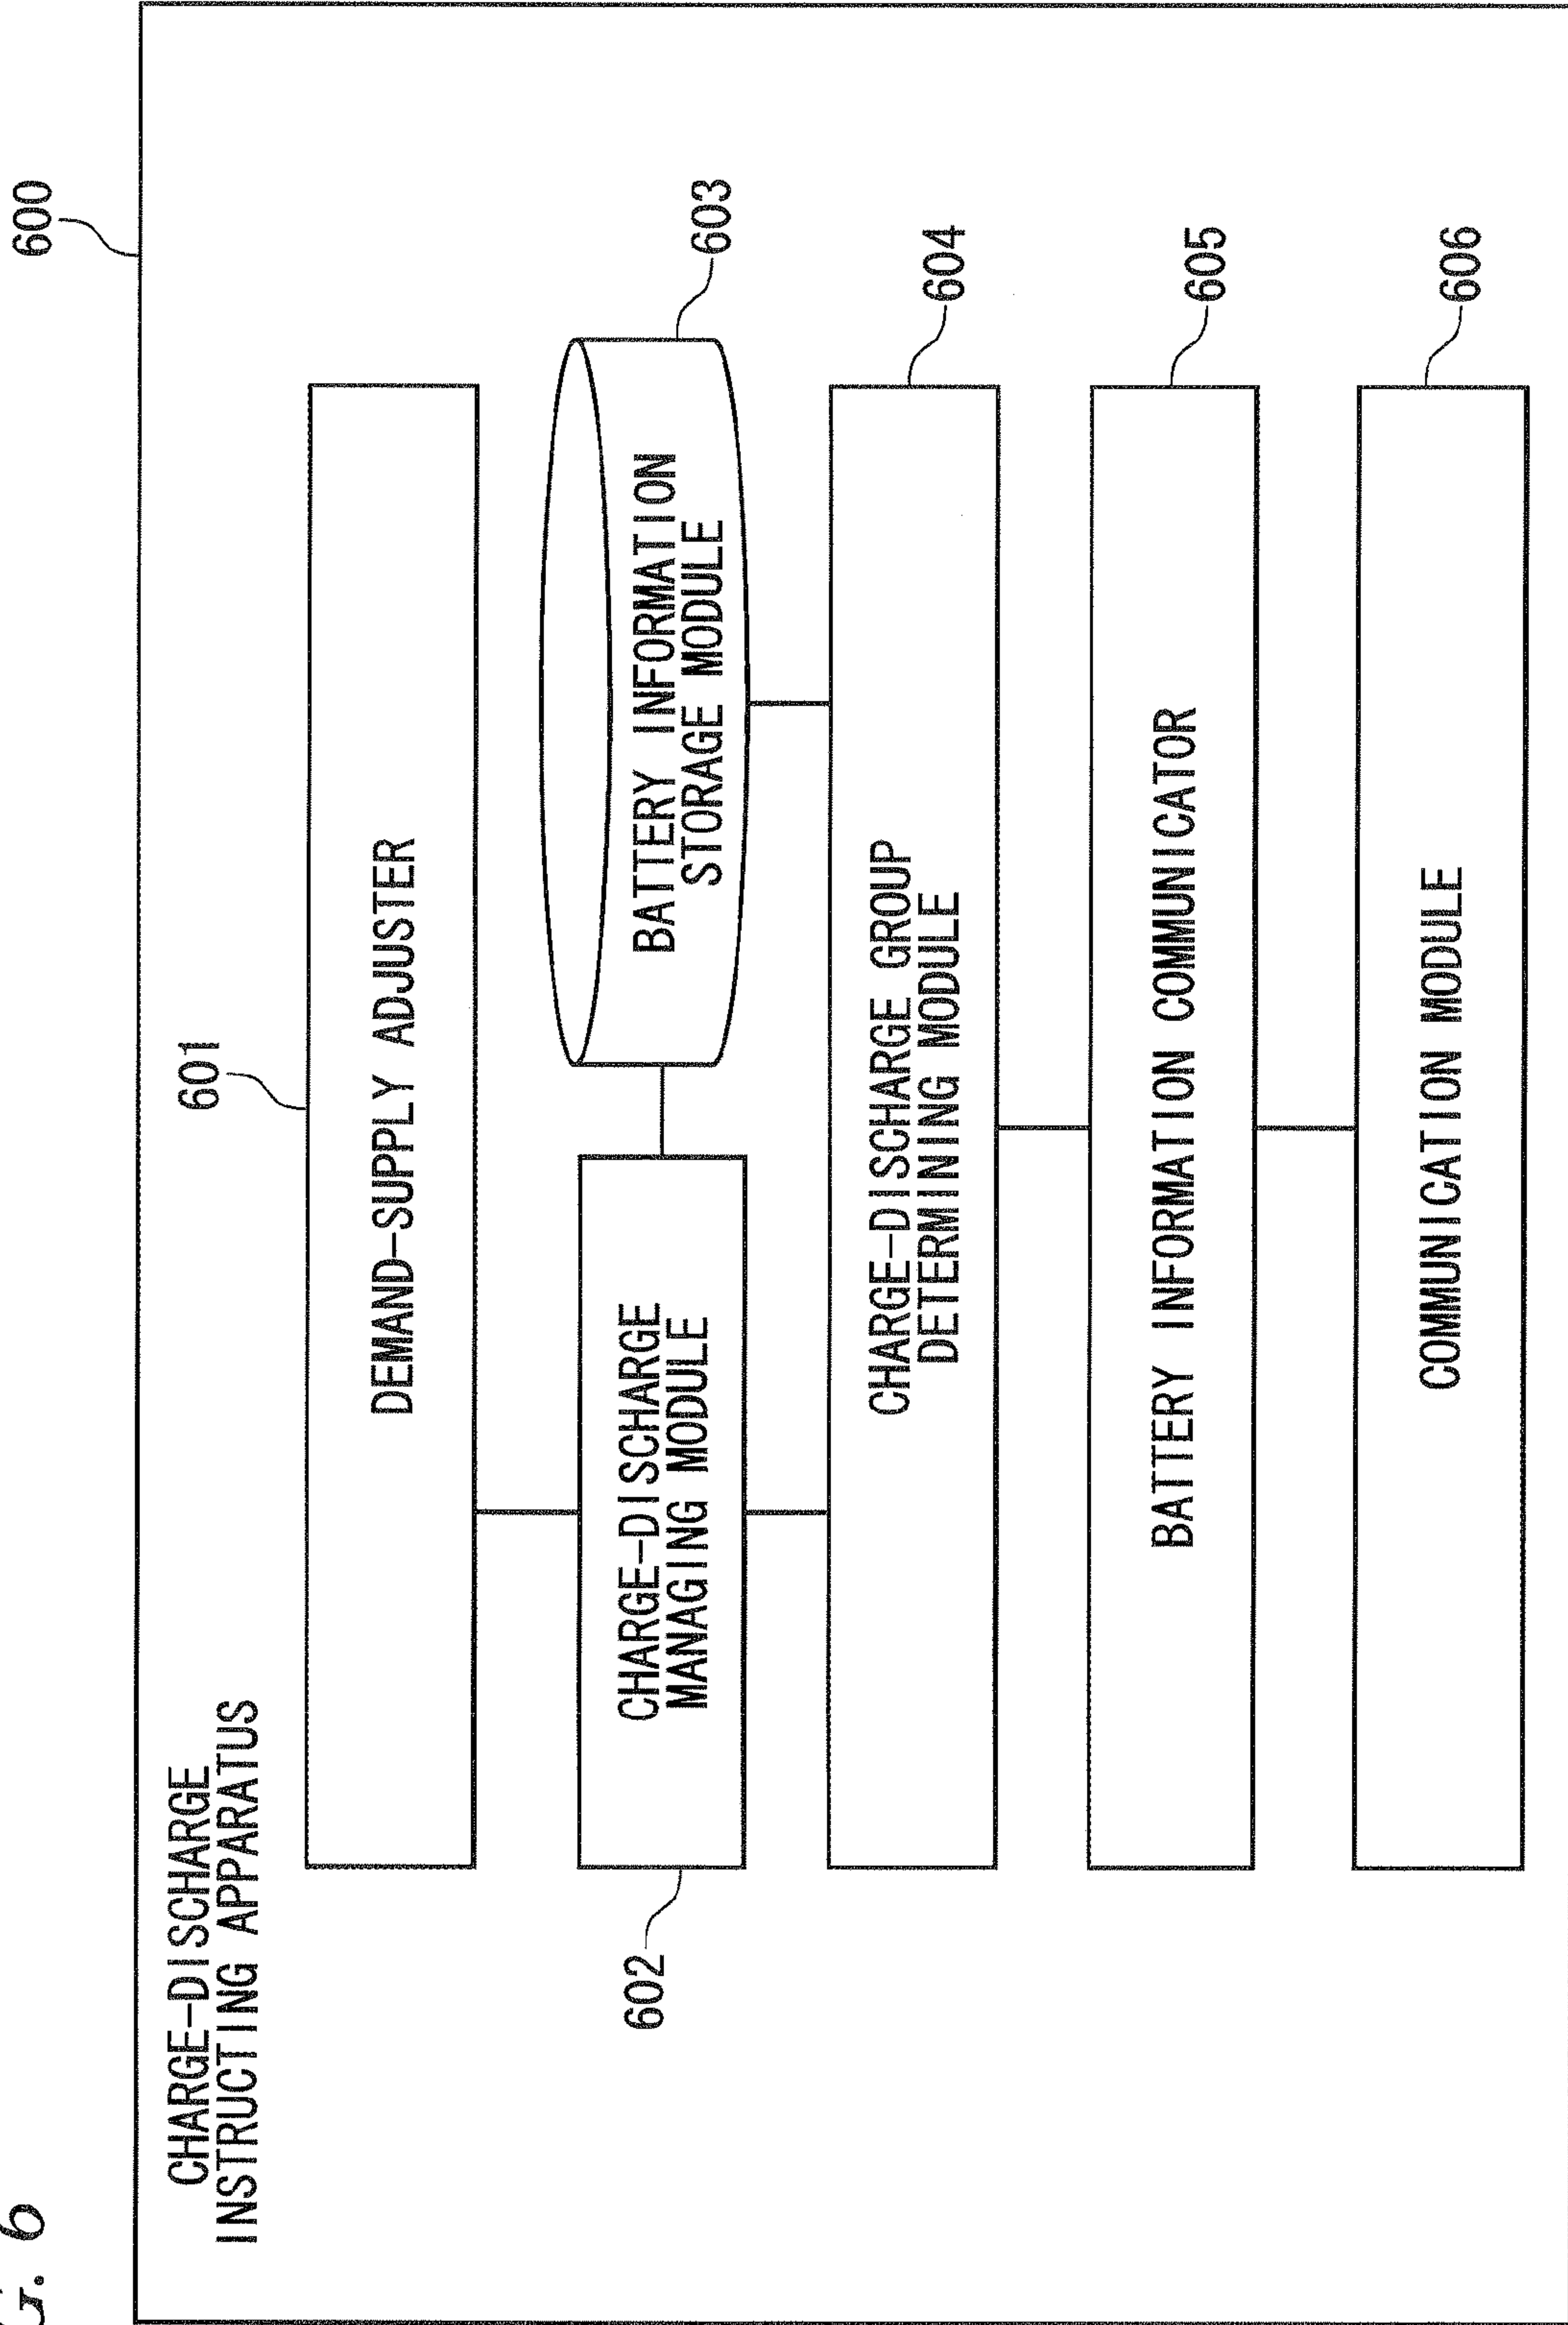 G. 6
600
CHARGE-DISCHARGE
INSTRUCTING APPARATUS
601
DEMAND-SUPPLY ADJUSTER
602
CHARGE-DISCHARGE
MANAGING MODULE
BATTERY INFORMATION
STORAGE MODULE
603
CHARGE-DISCHARGE GROUP
DETERMINING MODULE
604
BATTERY INFORMATION COMMUNICATOR
605
COMMUNICATION MODULE
606